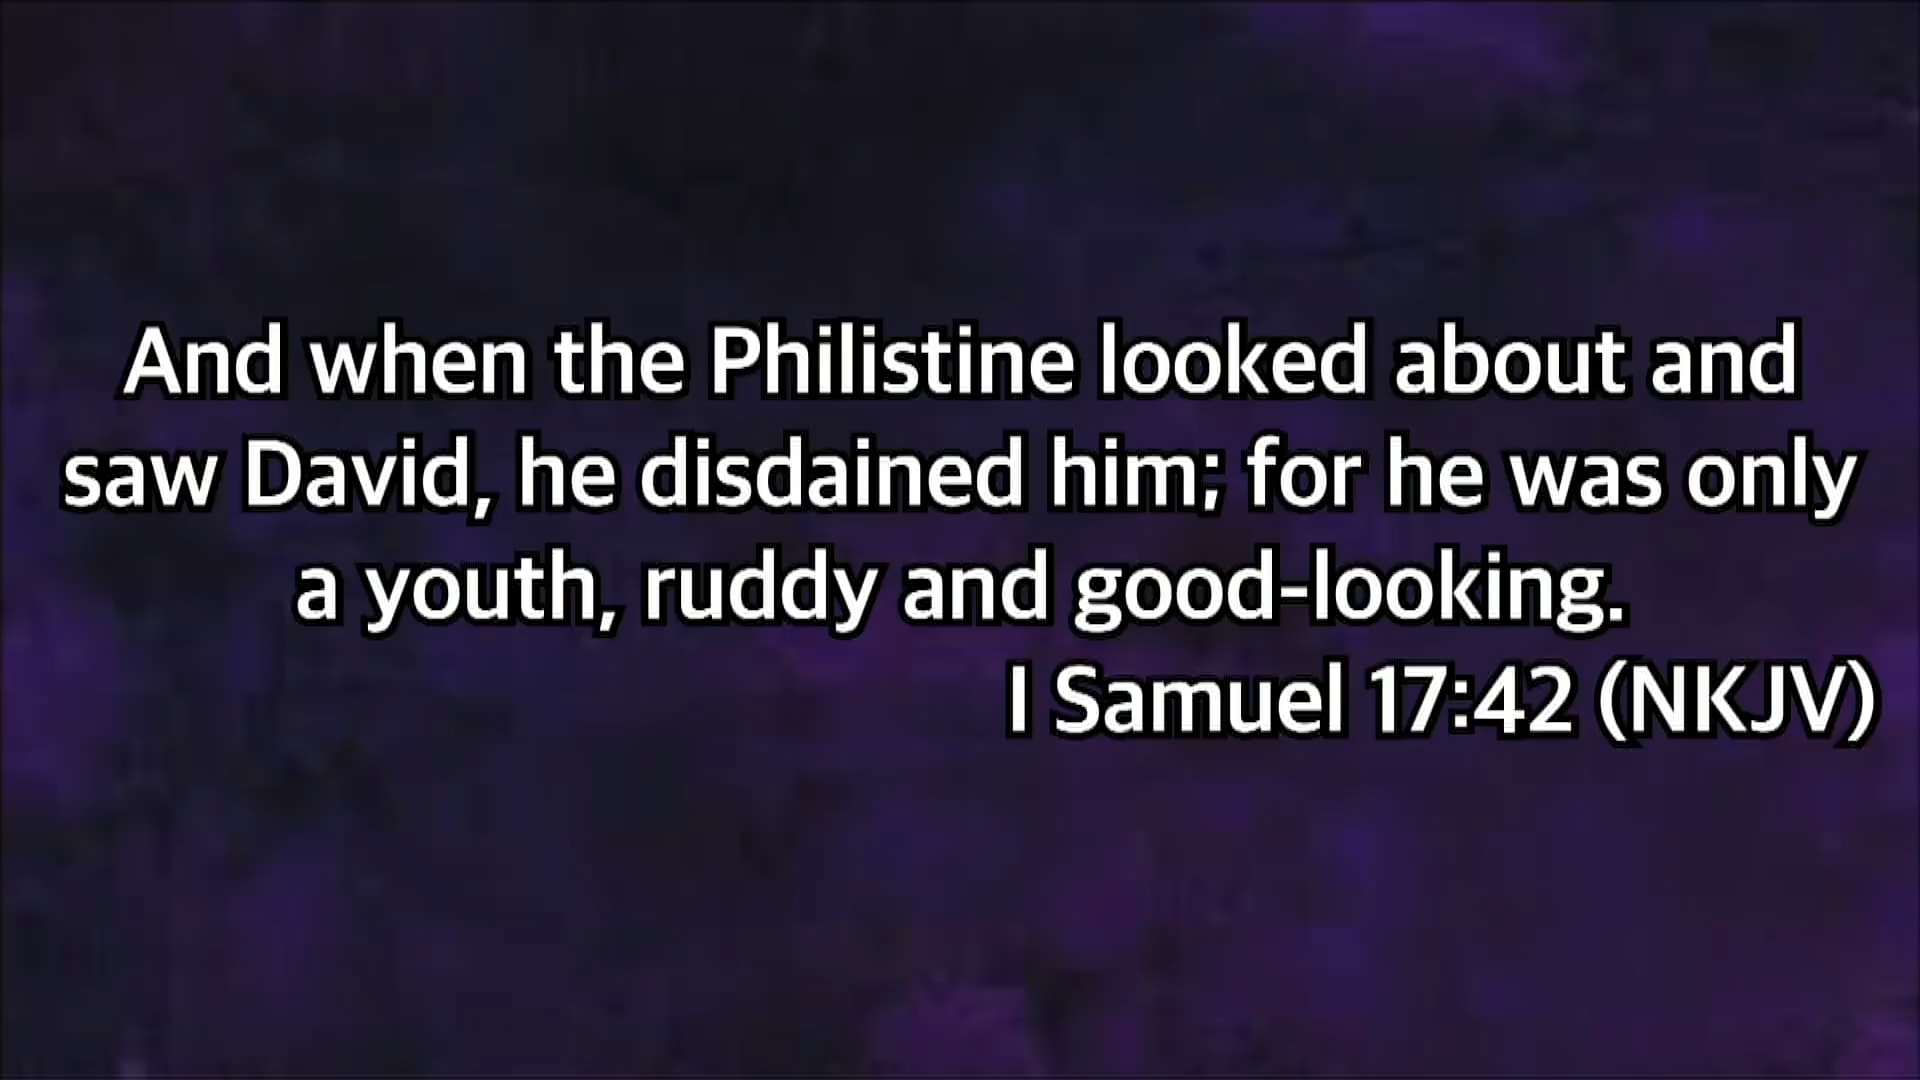 And when the Philistine looked about and
saw David, he disdained him; for he was only
a youth, ruddy and good-looking.
I Samuel 17:42 (NKJV)